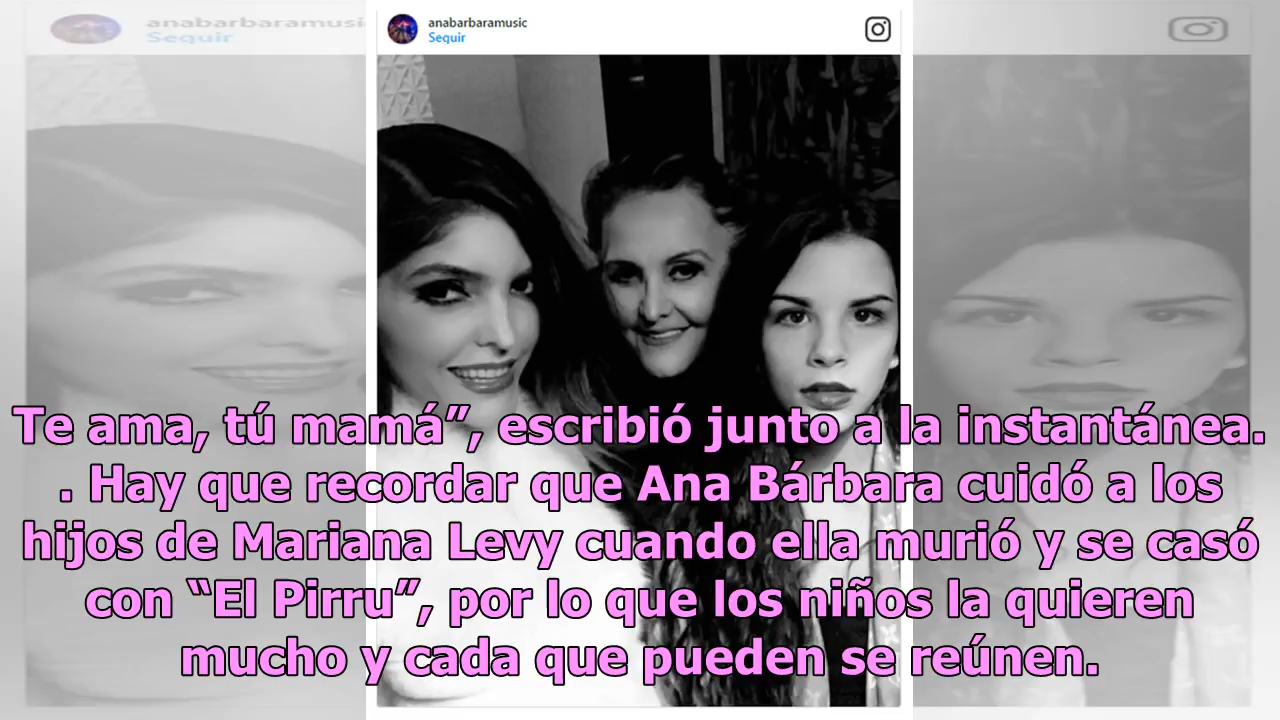 anabarbaramusi
Seguir
anabarbaramusic
Seguir
Te ama, tú mamá”, escribió junto a la instantánea.
. Hay que recordar que Ana Bárbara cuidó a los
hijos de Mariana Levy cuando ella murió y se casó
con “El Pirru”, por lo que los niños la quieren
mucho y cada que pueden se reúnen.